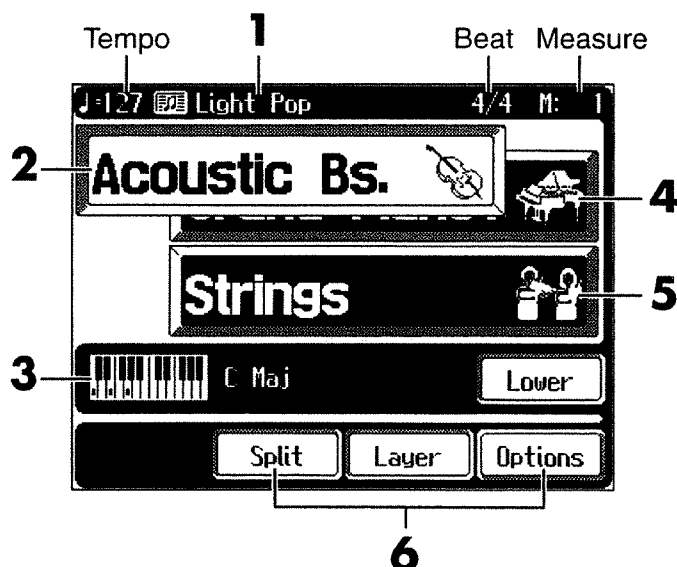 Tempo 1 Beat Measure
♩=127 Light Pop 4/4 M: 1
2 Acoustic Bs.
4
Strings 5
3 C Maj Lower
Split Layer Options
6